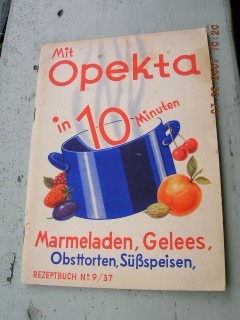 Mit
Opekta
in 10 Minuten
Marmeladen, Gelees,
Obsttorten, Süßspeisen,
REZEPTBUCH Nº 9/37